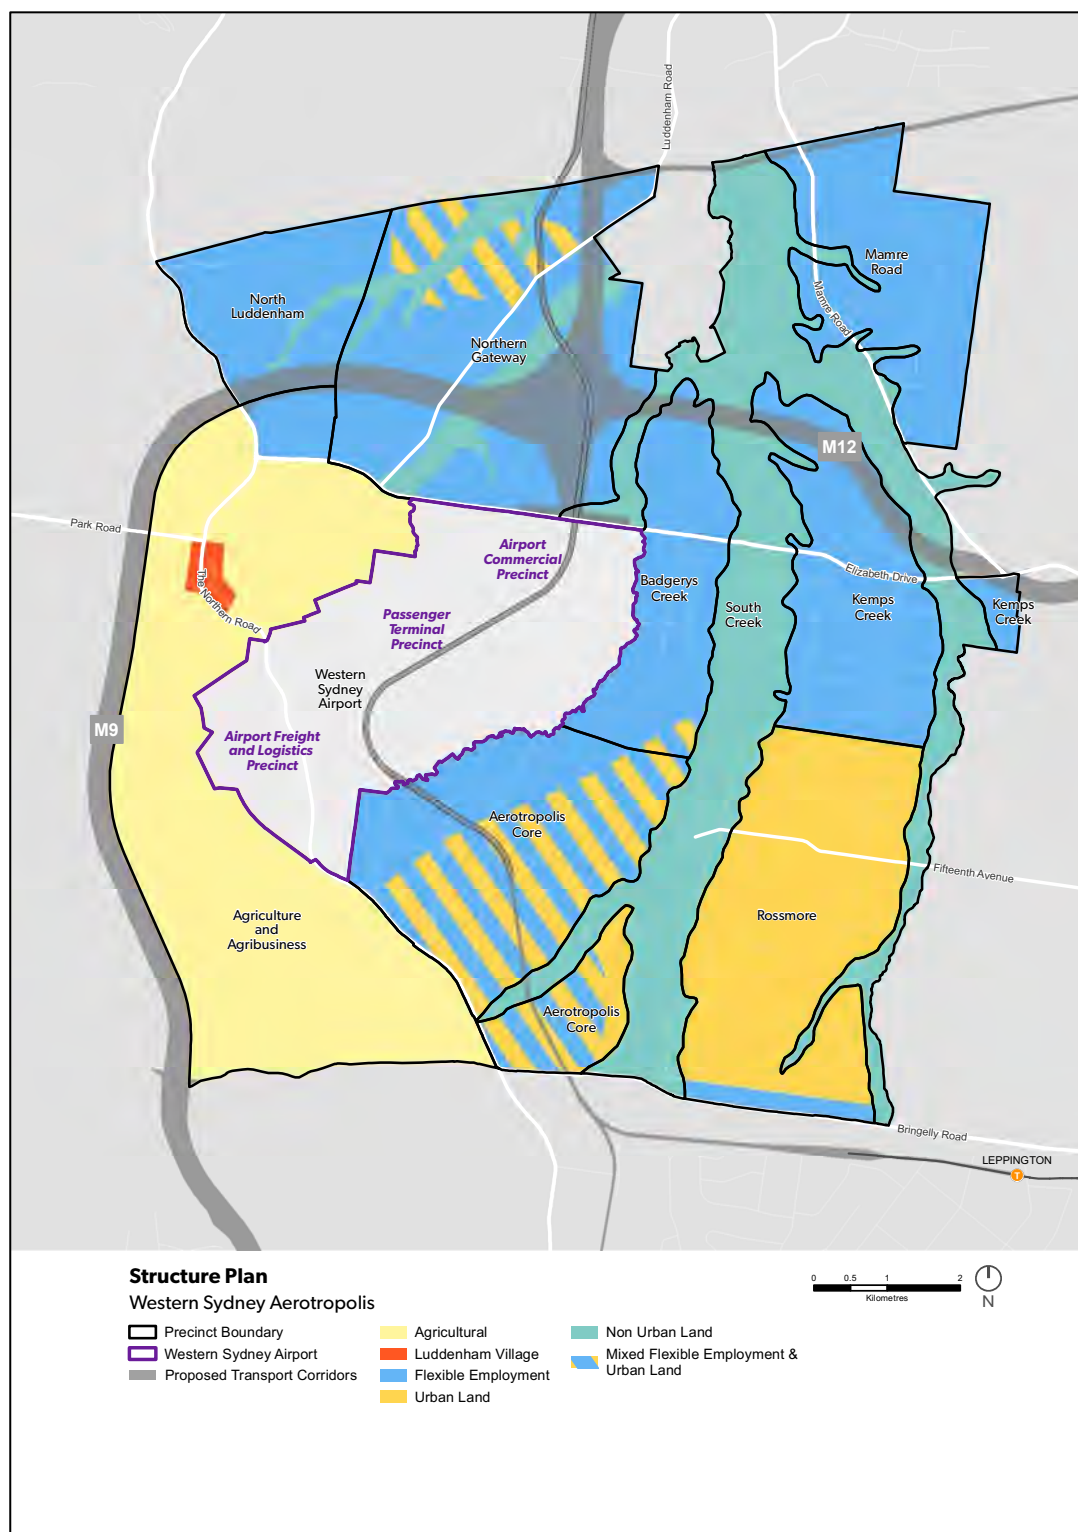 Luddenham Road
Mamre
Road
North
Luddenham
Mamre Road
Northern
Gateway
M12
Park Road
Airport
Commercial
Precinct
Elizabeth Drive
Badgerys
Creek
The Northern Road
Passenger
Terminal
Precinct
South
Creek
Kemps
Creek
Kemps
Creek
Western
Sydney
Airport
M9
Airport Freight
and Logistics
Precinct
Aerotropolis
Core
Fifteenth Avenue
Agriculture
and
Agribusiness
Rossmore
Aerotropolis
Core
Bringelly Road
LEPPINGTON
T
Structure Plan
Western Sydney Aerotropolis
0 0.5 1 2
Kilometres
N
Precinct Boundary
Western Sydney Airport
Proposed Transport Corridors
Agricultural
Luddenham Village
Flexible Employment
Urban Land
Non Urban Land
Mixed Flexible Employment &
Urban Land